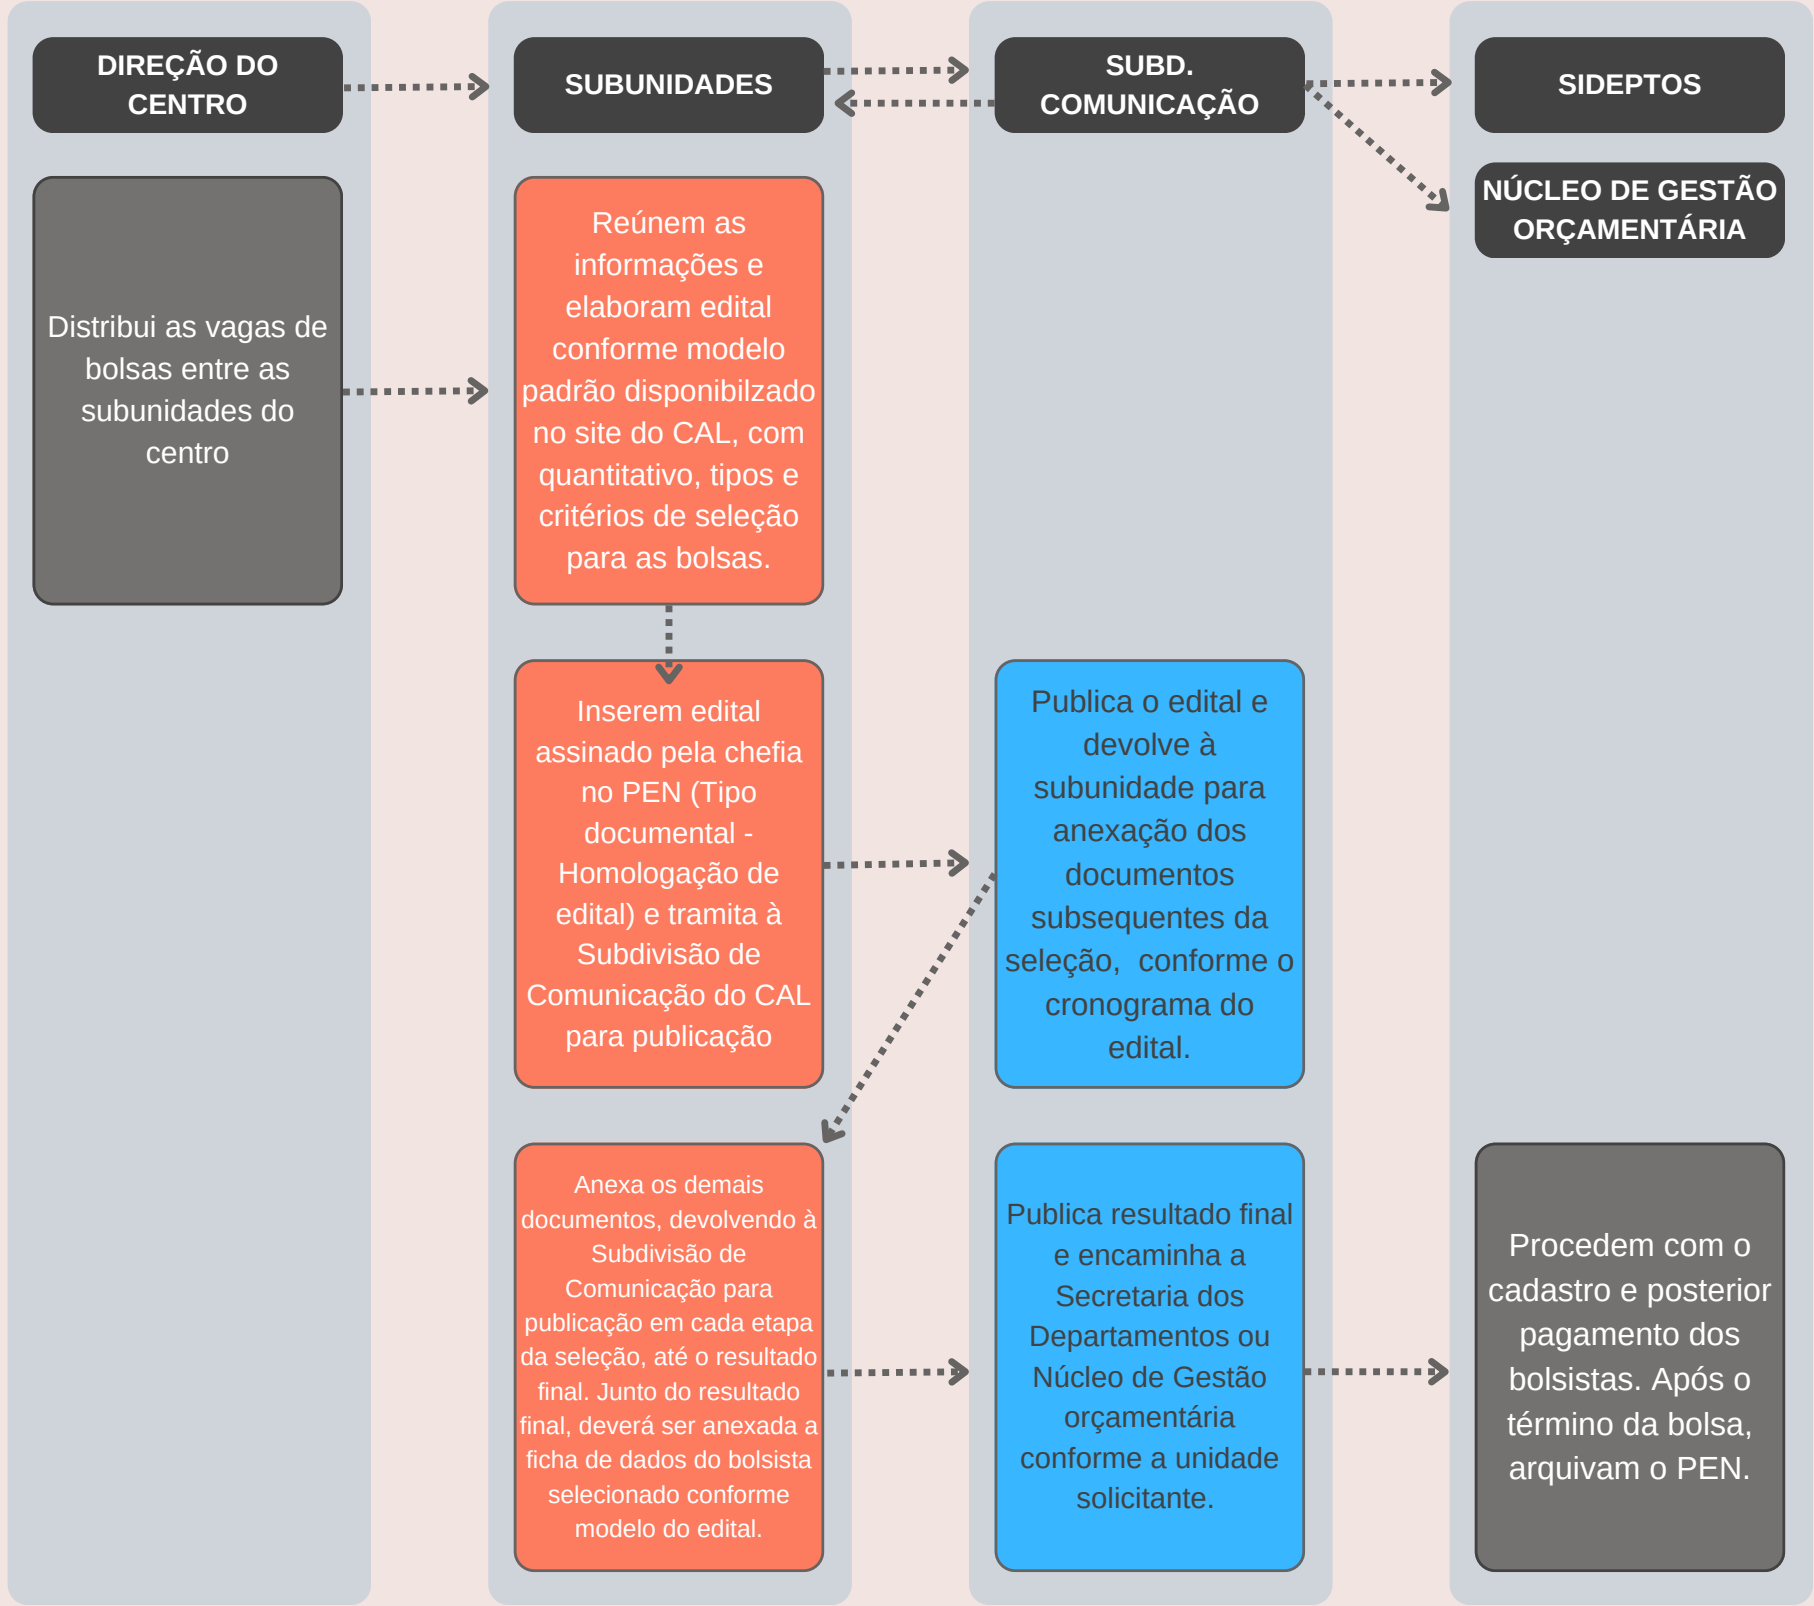 DIREÇÃO DO
CENTRO
SUBUNIDADES
SUBD.
COMUNICAÇÃO
SIDEPTOS
NÚCLEO DE GESTÃO
ORÇAMENTÁRIA
Distribui as vagas de
bolsas entre as
subunidades do
centro
Reúnem as
informações e
elaboram edital
conforme modelo
padrão disponibilzado
no site do CAL, com
quantitativo, tipos e
critérios de seleção
para as bolsas.
Inserem edital
assinado pela chefia
no PEN (Tipo
documental -
Homologação de
edital) e tramita à
Subdivisão de
Comunicação do CAL
para publicação
Publica o edital e
devolve à
subunidade para
anexação dos
documentos
subsequentes da
seleção,  conforme o
cronograma do
edital.
Anexa os demais
documentos, devolvendo à
Subdivisão de
Comunicação para
publicação em cada etapa
da seleção, até o resultado
final. Junto do resultado
final, deverá ser anexada a
ficha de dados do bolsista
selecionado conforme
modelo do edital.
Publica resultado final
e encaminha a
Secretaria dos
Departamentos ou
Núcleo de Gestão
orçamentária
conforme a unidade
solicitante.
Procedem com o
cadastro e posterior
pagamento dos
bolsistas. Após o
término da bolsa,
arquivam o PEN.